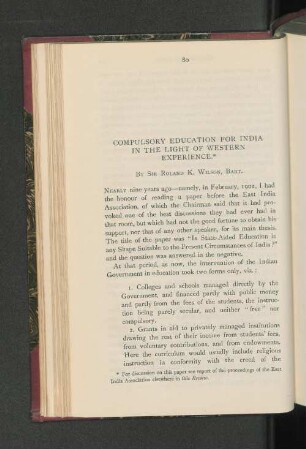 80
COMPULSORY EDUCATION FOR INDIA
IN THE LIGHT OF WESTERN
EXPERIENCE.*
BY SIR ROLAND K. WILSON, BART.
NEARLY nine years ago—namely, in February, 1902, I had
the honour of reading a paper before the East India
Association, of which the Chairman said that it had pro-
voked one of the best discussions they had ever had in
that room, but which had not the good fortune to obtain his
support, nor that of any other speaker, for its main thesis.
The title of the paper was "Is State-Aided Education in
any Shape Suitable to the Present Circumstances of India?"
and the question was answered in the negative.
At that period, as now, the intervention of the Indian
Government in education took two forms only, viz.:
1. Colleges and schools managed directly by the
Government, and financed partly with public money
and partly from the fees of the students, the instruc-
tion being purely secular, and neither "free" nor
compulsory.
2. Grants in aid to privately managed institutions
drawing the rest of their income from students' fees,
from voluntary contributions, and from endowments.
Here the curriculum would usually include religious
instruction in conformity with the creed of the
* For discussion on this paper see report of the proceedings of the East
India Association elsewhere in this Review.